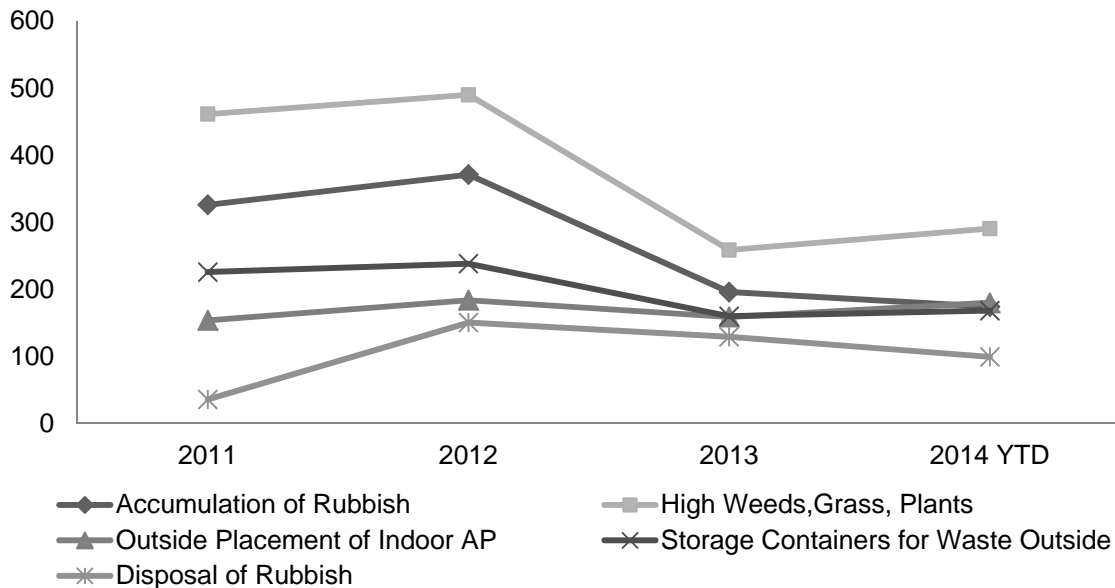 600
500
400
300
200
100
0
2011 2012 2013 2014 YTD
Accumulation of Rubbish High Weeds,Grass, Plants
Outside Placement of Indoor AP Storage Containers for Waste Outside
Disposal of Rubbish